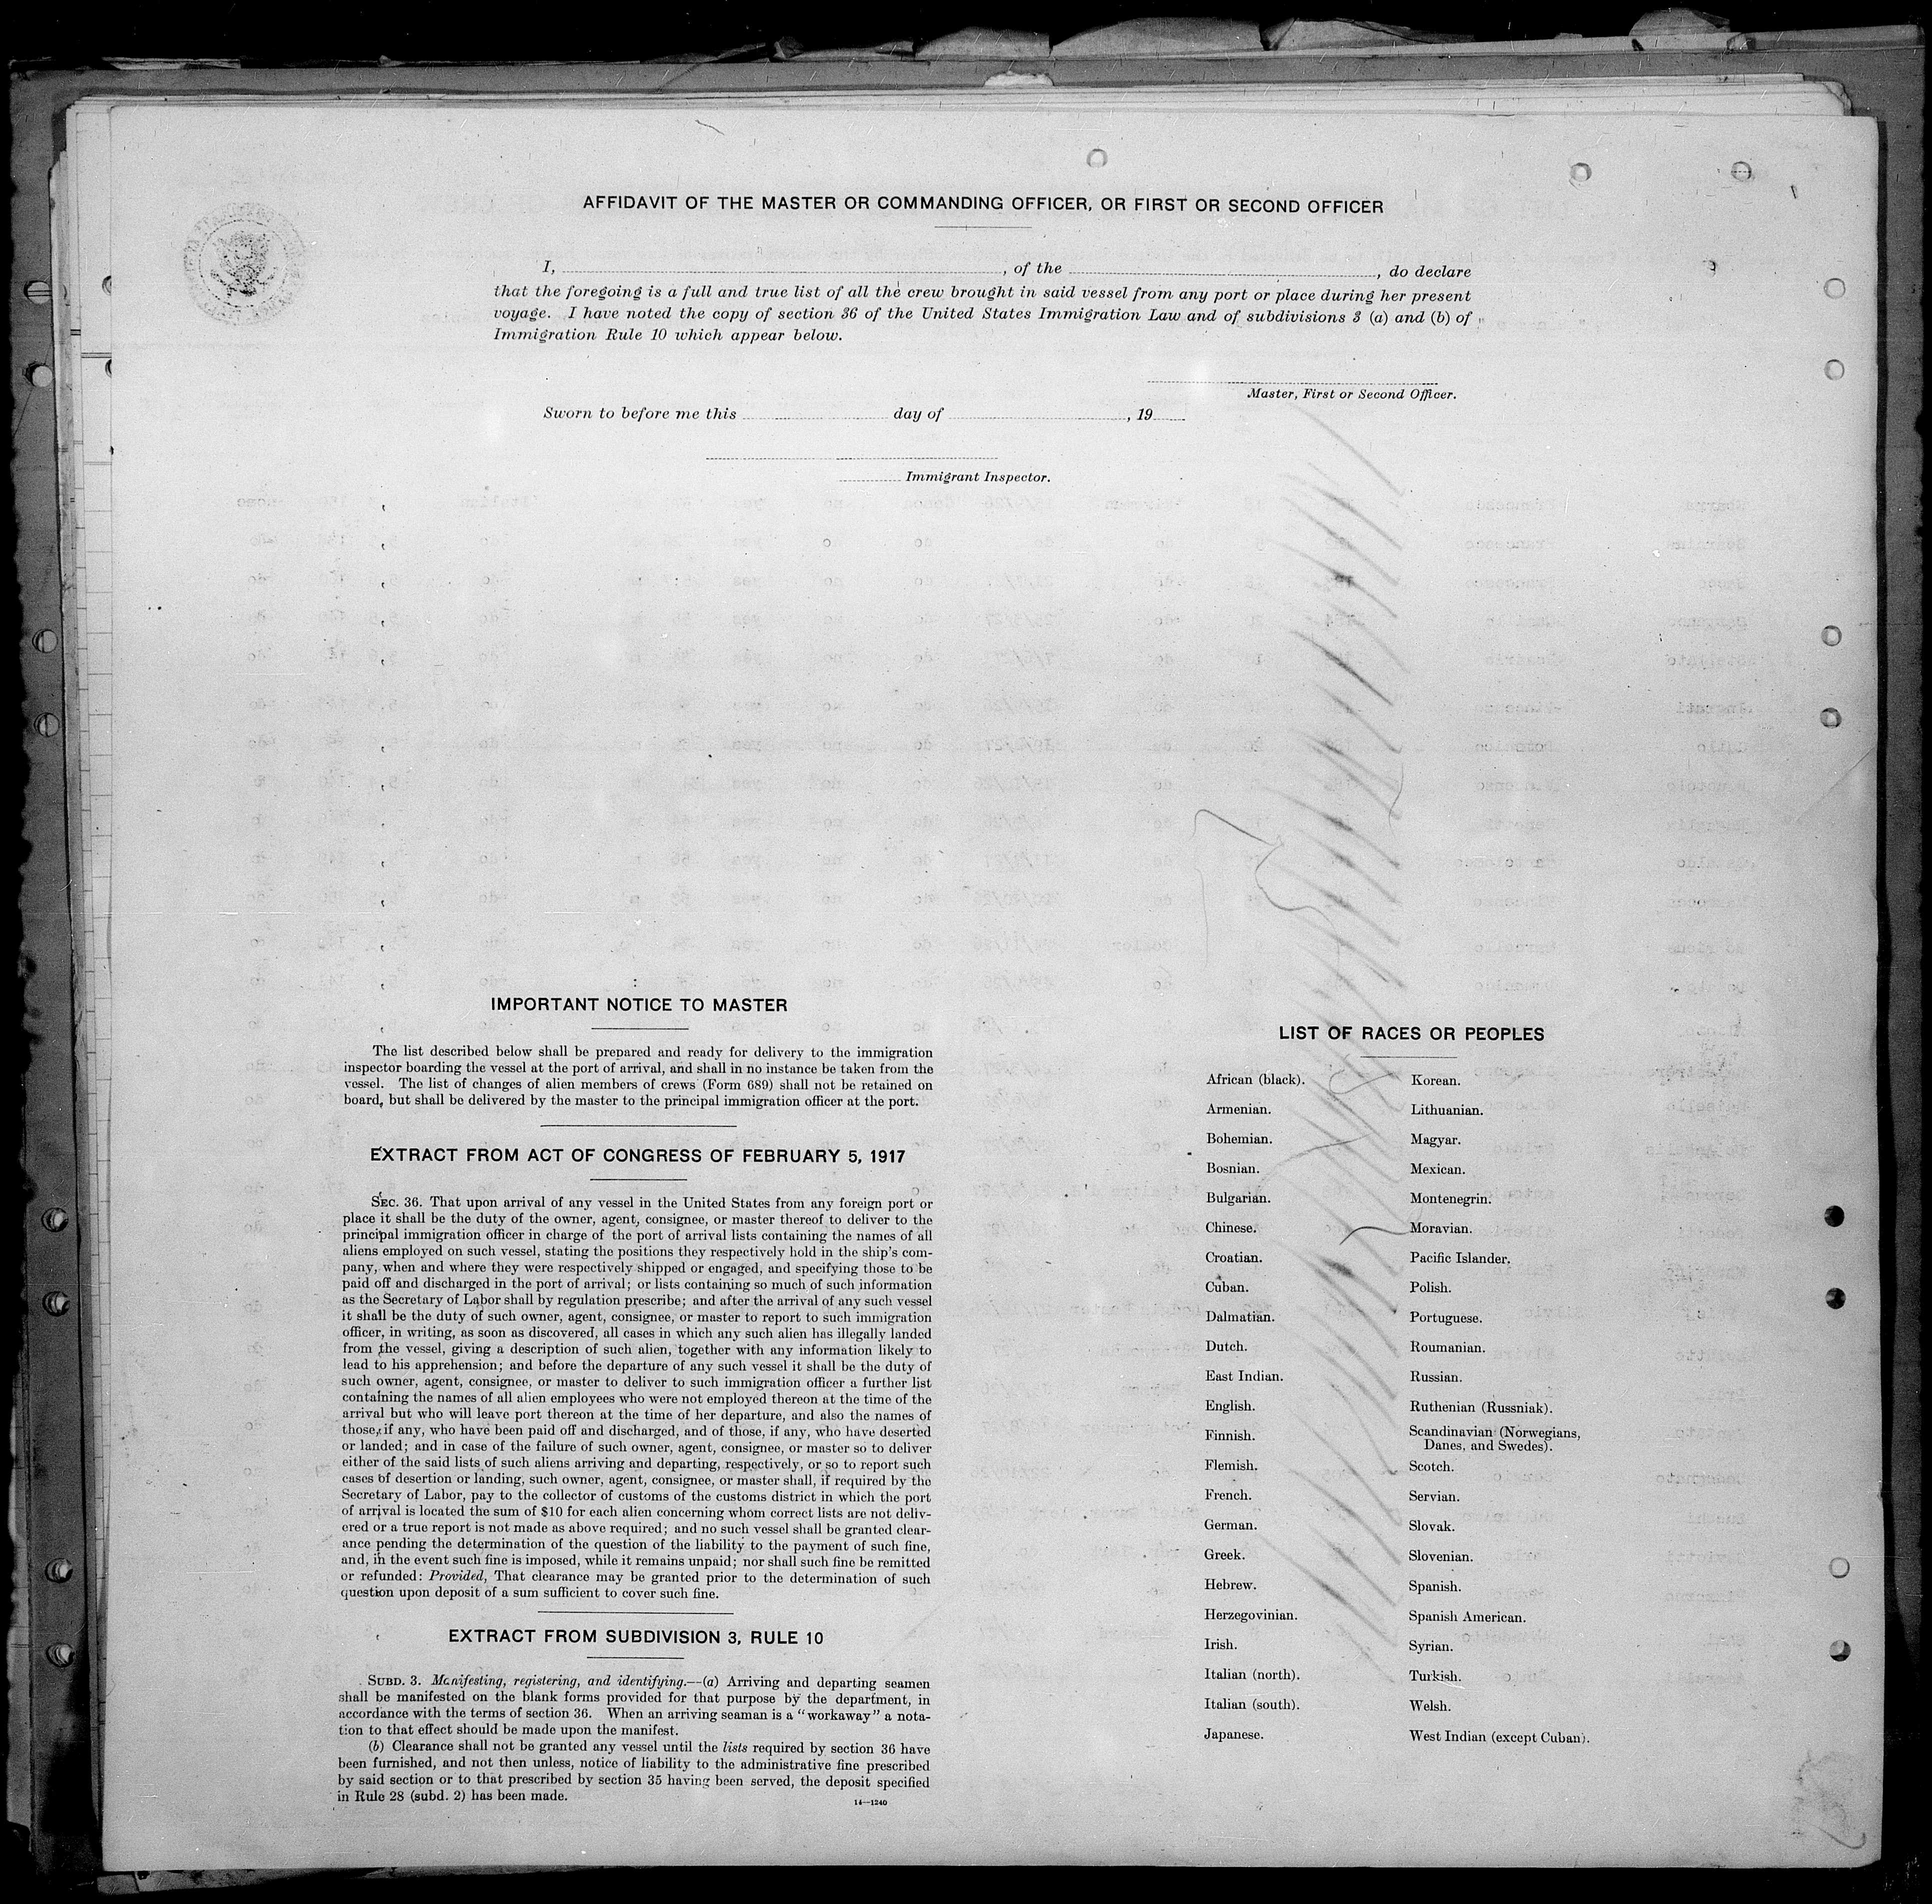 AFFIDAVIT OF THE MASTER OR COMMANDING OFFICER, OR FIRST OR SECOND OFFICER
I, , of the , do declare
that the foregoing is a full and true list of all the crew brought in said vessel from any port or place during her present
voyage. I have noted the copy of section 36 of the United States Immigration Law and of subdivisions 3 (a) and (b) of
Immigration Rule 10 which appear below.
Master, First or Second Officer.
Sworn to before me this day of , 19
Immigrant Inspector.
IMPORTANT NOTICE TO MASTER
The list described below shall be prepared and ready for delivery to the immigration
inspector boarding the vessel at the port of arrival, and shall in no instance be taken from the
vessel. The list of changes of alien members of crews (Form 689) shall not be retained on
board, but shall be delivered by the master to the principal immigration officer at the port.
EXTRACT FROM ACT OF CONGRESS OF FEBRUARY 5, 1917
SEC. 36. That upon arrival of any vessel in the United States from any foreign port or
place it shall be the duty of the owner, agent, consignee, or master thereof to deliver to the
principal immigration officer in charge of the port of arrival lists containing the names of all
aliens employed on such vessel, stating the positions they respectively hold in the ship's com-
pany, when and where they were respectively shipped or engaged, and specifying those to be
paid off and discharged in the port of arrival; or lists containing so much of such information
as the Secretary of Labor shall by regulation prescribe; and after the arrival of any such vessel
it shall be the duty of such owner, agent, consignee, or master to report to such immigration
officer, in writing, as soon as discovered, all cases in which any such alien has illegally landed
from the vessel, giving a description of such alien, together with any information likely to
lead to his apprehension; and before the departure of any such vessel it shall be the duty of
such owner, agent, consignee, or master to deliver to such immigration officer a further list
containing the names of all alien employees who were not employed thereon at the time of the
arrival but who will leave port thereon at the time of her departure, and also the names of
those, if any, who have been paid off and discharged, and of those, if any, who have deserted
or landed; and in case of the failure of such owner, agent, consignee, or master so to deliver
either of the said lists of such aliens arriving and departing, respectively, or so to report such
cases of desertion or landing, such owner, agent, consignee, or master shall, if required by the
Secretary of Labor, pay to the collector of customs of the customs district in which the port
of arrival is located the sum of $10 for each alien concerning whom correct lists are not deliv-
ered or a true report is not made as above required; and no such vessel shall be granted clear-
ance pending the determination of the question of the liability to the payment of such fine,
and, in the event such fine is imposed, while it remains unpaid; nor shall such fine be remitted
or refunded: Provided, That clearance may be granted prior to the determination of such
question upon deposit of a sum sufficient to cover such fine.
EXTRACT FROM SUBDIVISION 3, RULE 10
SUBD. 3. Manifesting, registering, and identifying.—(a) Arriving and departing seamen
shall be manifested on the blank forms provided for that purpose by the department, in
accordance with the terms of section 36. When an arriving seaman is a "workaway" a nota-
tion to that effect should be made upon the manifest.
(b) Clearance shall not be granted any vessel until the lists required by section 36 have
been furnished, and not then unless, notice of liability to the administrative fine prescribed
by said section or to that prescribed by section 35 having been served, the deposit specified
in Rule 28 (subd. 2) has been made.
14—1240
LIST OF RACES OR PEOPLES
African (black).
Armenian.
Bohemian.
Bosnian.
Bulgarian.
Chinese.
Croatian.
Cuban.
Dalmatian.
Dutch.
East Indian.
English.
Finnish.
Flemish.
French.
German.
Greek.
Hebrew.
Herzegovinian.
Irish.
Italian (north).
Italian (south).
Japanese.
Korean.
Lithuanian.
Magyar.
Mexican.
Montenegrin.
Moravian.
Pacific Islander.
Polish.
Portuguese.
Roumanian.
Russian.
Ruthenian (Russniak).
Scandinavian (Norwegians,
Danes, and Swedes).
Scotch.
Servian.
Slovak.
Slovenian.
Spanish.
Spanish American.
Syrian.
Turkish.
Welsh.
West Indian (except Cuban).